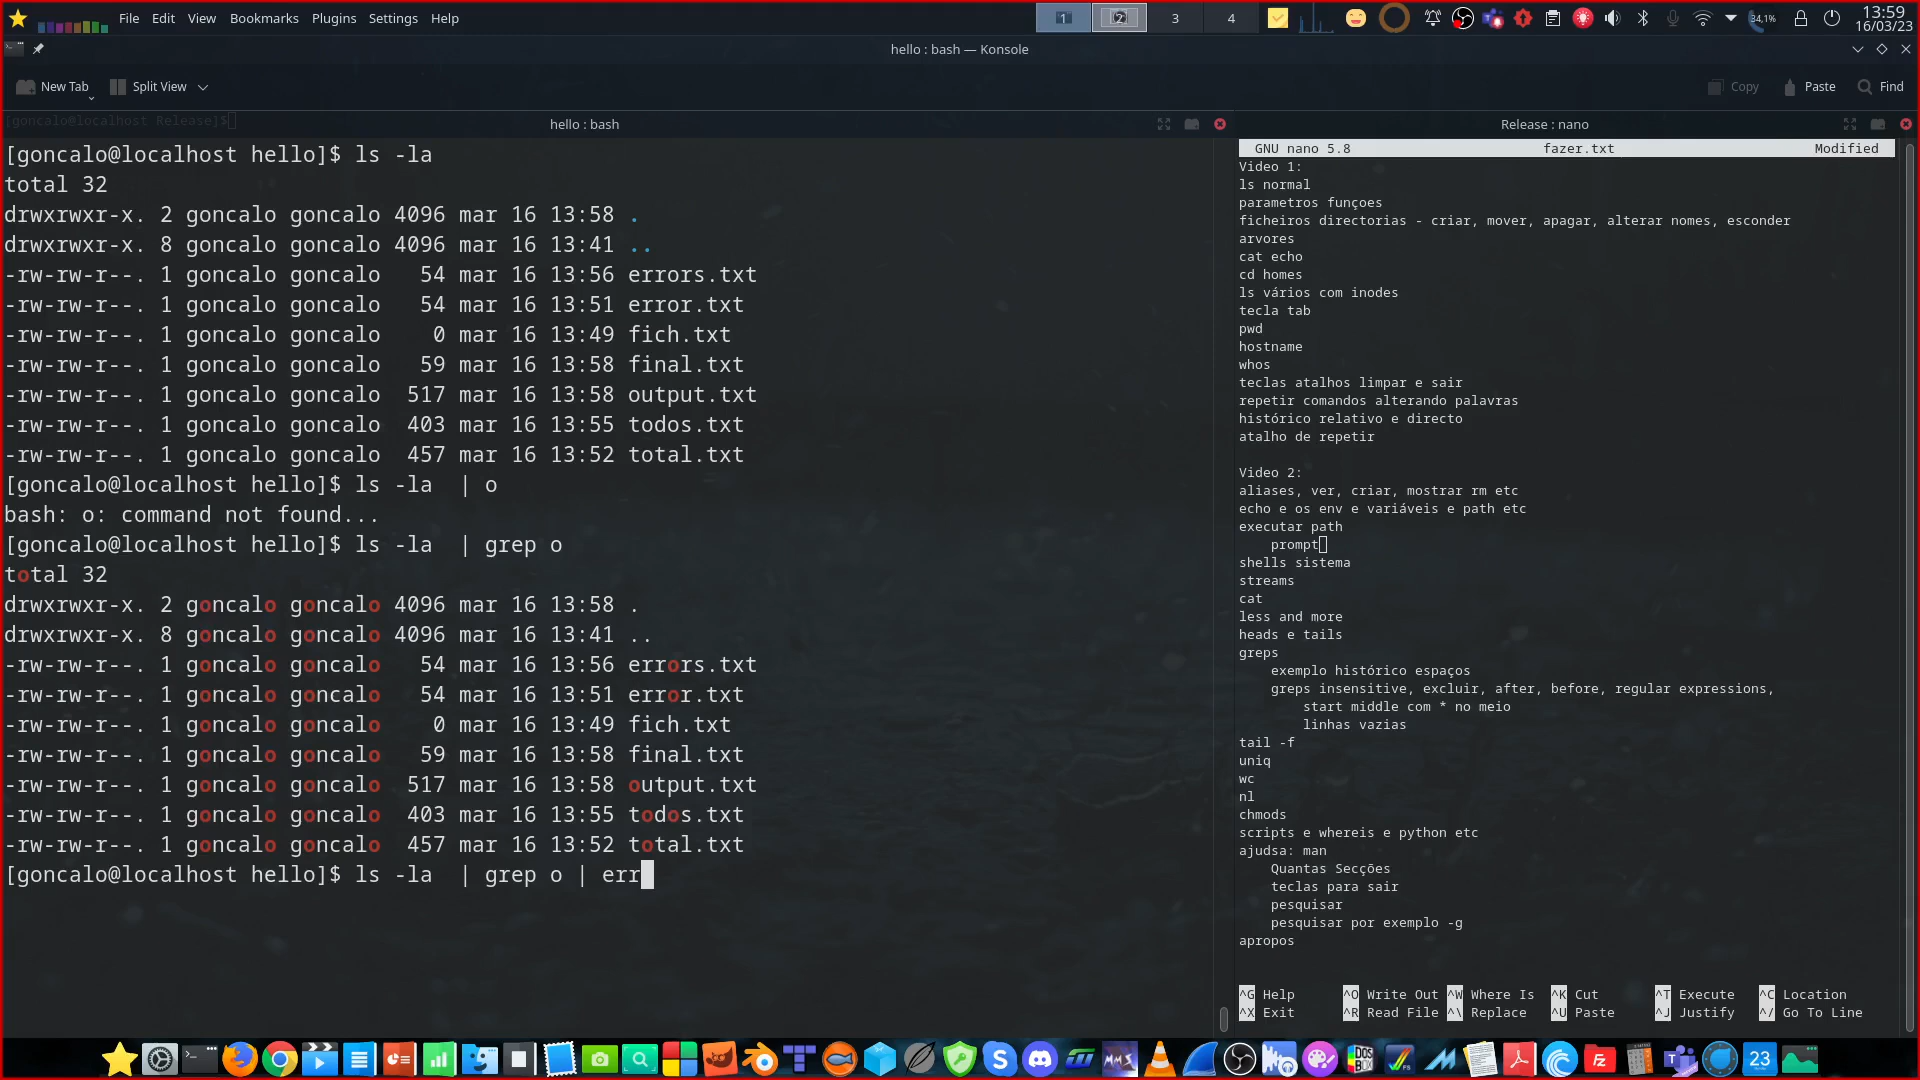 File Edit View Bookmarks Plugins Settings Help
1 2 3 4
34,1%
13:59
16/03/23
hello : bash — Konsole
New Tab Split View
Copy Paste Find
[goncalo@localhost Release]$
hello : bash
[goncalo@localhost hello]$ ls -la
total 32
drwxrwxr-x. 2 goncalo goncalo 4096 mar 16 13:58 .
drwxrwxr-x. 8 goncalo goncalo 4096 mar 16 13:41 ..
-rw-rw-r--. 1 goncalo goncalo   54 mar 16 13:56 errors.txt
-rw-rw-r--. 1 goncalo goncalo   54 mar 16 13:51 error.txt
-rw-rw-r--. 1 goncalo goncalo    0 mar 16 13:49 fich.txt
-rw-rw-r--. 1 goncalo goncalo   59 mar 16 13:58 final.txt
-rw-rw-r--. 1 goncalo goncalo  517 mar 16 13:58 output.txt
-rw-rw-r--. 1 goncalo goncalo  403 mar 16 13:55 todos.txt
-rw-rw-r--. 1 goncalo goncalo  457 mar 16 13:52 total.txt
[goncalo@localhost hello]$ ls -la  | o
bash: o: command not found...
[goncalo@localhost hello]$ ls -la  | grep o
total 32
drwxrwxr-x. 2 goncalo goncalo 4096 mar 16 13:58 .
drwxrwxr-x. 8 goncalo goncalo 4096 mar 16 13:41 ..
-rw-rw-r--. 1 goncalo goncalo   54 mar 16 13:56 errors.txt
-rw-rw-r--. 1 goncalo goncalo   54 mar 16 13:51 error.txt
-rw-rw-r--. 1 goncalo goncalo    0 mar 16 13:49 fich.txt
-rw-rw-r--. 1 goncalo goncalo   59 mar 16 13:58 final.txt
-rw-rw-r--. 1 goncalo goncalo  517 mar 16 13:58 output.txt
-rw-rw-r--. 1 goncalo goncalo  403 mar 16 13:55 todos.txt
-rw-rw-r--. 1 goncalo goncalo  457 mar 16 13:52 total.txt
[goncalo@localhost hello]$ ls -la  | grep o | err
Release : nano
GNU nano 5.8 fazer.txt Modified
Video 1:
ls normal
parametros funçoes
ficheiros directorias - criar, mover, apagar, alterar nomes, esconder
arvores
cat echo
cd homes
ls vários com inodes
tecla tab
pwd
hostname
whos
teclas atalhos limpar e sair
repetir comandos alterando palavras
histórico relativo e directo
atalho de repetir
Video 2:
aliases, ver, criar, mostrar rm etc
echo e os env e variáveis e path etc
executar path
    prompt
shells sistema
streams
cat
less and more
heads e tails
greps
    exemplo histórico espaços
    greps insensitive, excluir, after, before, regular expressions,
        start middle com * no meio
        linhas vazias
tail -f
uniq
wc
nl
chmods
scripts e whereis e python etc
ajudsa: man
    Quantas Secções
    teclas para sair
    pesquisar
    pesquisar por exemplo -g
apropos
^G Help ^O Write Out ^W Where Is ^K Cut ^T Execute ^C Location
^X Exit ^R Read File ^\ Replace ^U Paste ^J Justify ^/ Go To Line
23